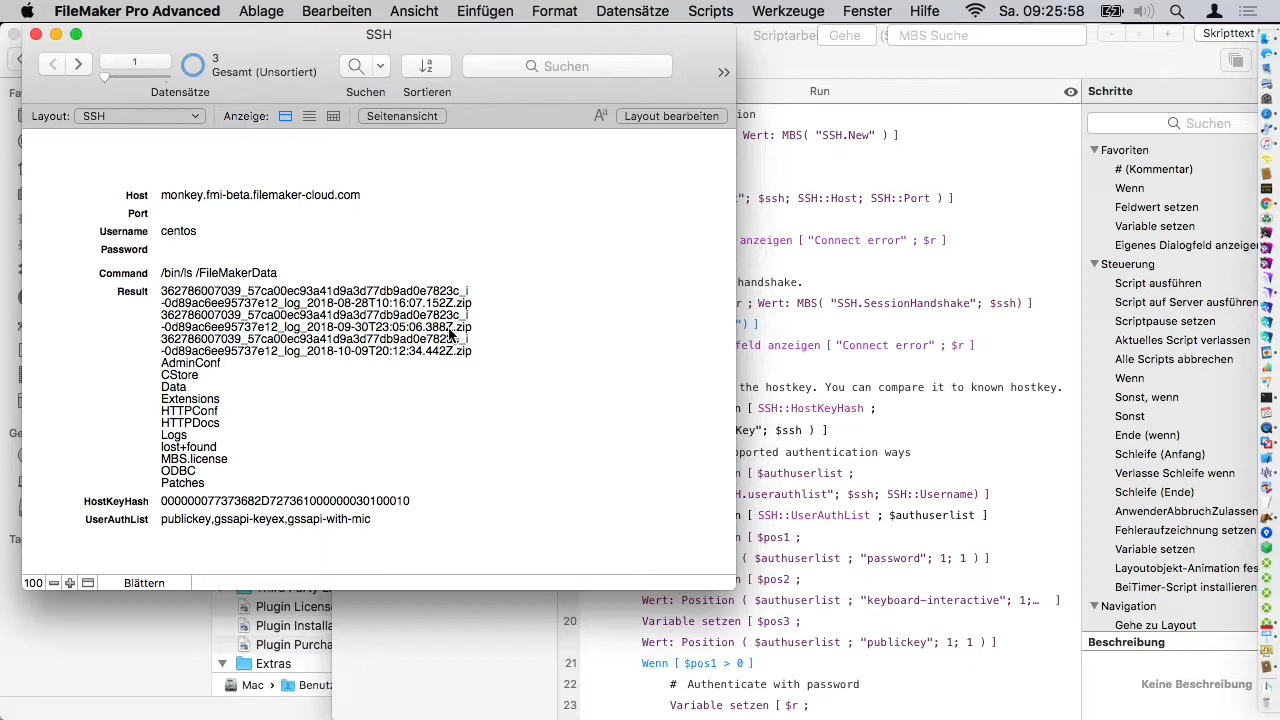 FileMaker Pro Advanced Ablage Bearbeiten Ansicht Einfügen Format Datensätze Scripts Werkzeuge Fenster Hilfe Sa. 09:25:58
SSH
1
3
Gesamt (Unsortiert)
Suchen
Datensätze Suchen Sortieren
Layout: SSH Anzeige: Seitenansicht Layout bearbeiten
Host monkey.fmi-beta.filemaker-cloud.com
Port
Username centos
Password
Command /bin/ls /FileMakerData
Result 362786007039_57ca00ec93a41d9a3d77db9ad0e7823c_i
-0d89ac6ee95737e12_log_2018-08-28T10:16:07.152Z.zip
362786007039_57ca00ec93a41d9a3d77db9ad0e7823c_i
-0d89ac6ee95737e12_log_2018-09-30T23:05:06.388Z.zip
362786007039_57ca00ec93a41d9a3d77db9ad0e7823c_i
-0d89ac6ee95737e12_log_2018-10-09T20:12:34.442Z.zip
AdminConf
CStore
Data
Extensions
HTTPConf
HTTPDocs
Logs
lost+found
MBS.license
ODBC
Patches
HostKeyHash 000000077373682D727361000000030100010
UserAuthList publickey,gssapi-keyex,gssapi-with-mic
100 Blättern
Plugin License
Plugin Installa
Plugin Purcha
Extras
Mac Benutz
Scriptarbe Gehe MBS Suche Skripttext
Run
Wert: MBS( "SSH.New" ) ]
"; $ssh; SSH::Host; SSH::Port ) ]
anzeigen [ "Connect error" ; $r ]
handshake.
r ; Wert: MBS( "SSH.SessionHandshake"; $ssh) ]
") ]
feld anzeigen [ "Connect error" ; $r ]
the hostkey. You can compare it to known hostkey.
n [ SSH::HostKeyHash ;
Key"; $ssh ) ]
pported authentication ways
n [ $authuserlist ;
H.userauthlist"; $ssh; SSH::Username) ]
n [ SSH::UserAuthList ; $authuserlist ]
n [ $pos1 ;
( $authuserlist ; "password"; 1; 1 ) ]
n [ $pos2 ;
Wert: Position ( $authuserlist ; "keyboard-interactive"; 1;… ]
20 Variable setzen [ $pos3 ;
Wert: Position ( $authuserlist ; "publickey"; 1; 1 ) ]
21 Wenn [ $pos1 > 0 ]
22 # Authenticate with password
23 Variable setzen [ $r ;
Schritte
Suchen
Favoriten
# (Kommentar)
Wenn
Feldwert setzen
Variable setzen
Eigenes Dialogfeld anzeigen
Steuerung
Script ausführen
Script auf Server ausführen
Scriptpause setzen
Aktuelles Script verlassen
Alle Scripts abbrechen
Wenn
Sonst, wenn
Sonst
Ende (wenn)
Schleife (Anfang)
Verlasse Schleife wenn
Schleife (Ende)
AnwenderAbbruchZulassen
Fehleraufzeichnung setzen
Variable setzen
Layoutobjekt-Animation fes
BeiTimer-Script installieren
Navigation
Gehe zu Layout
Beschreibung
Keine Beschreibung